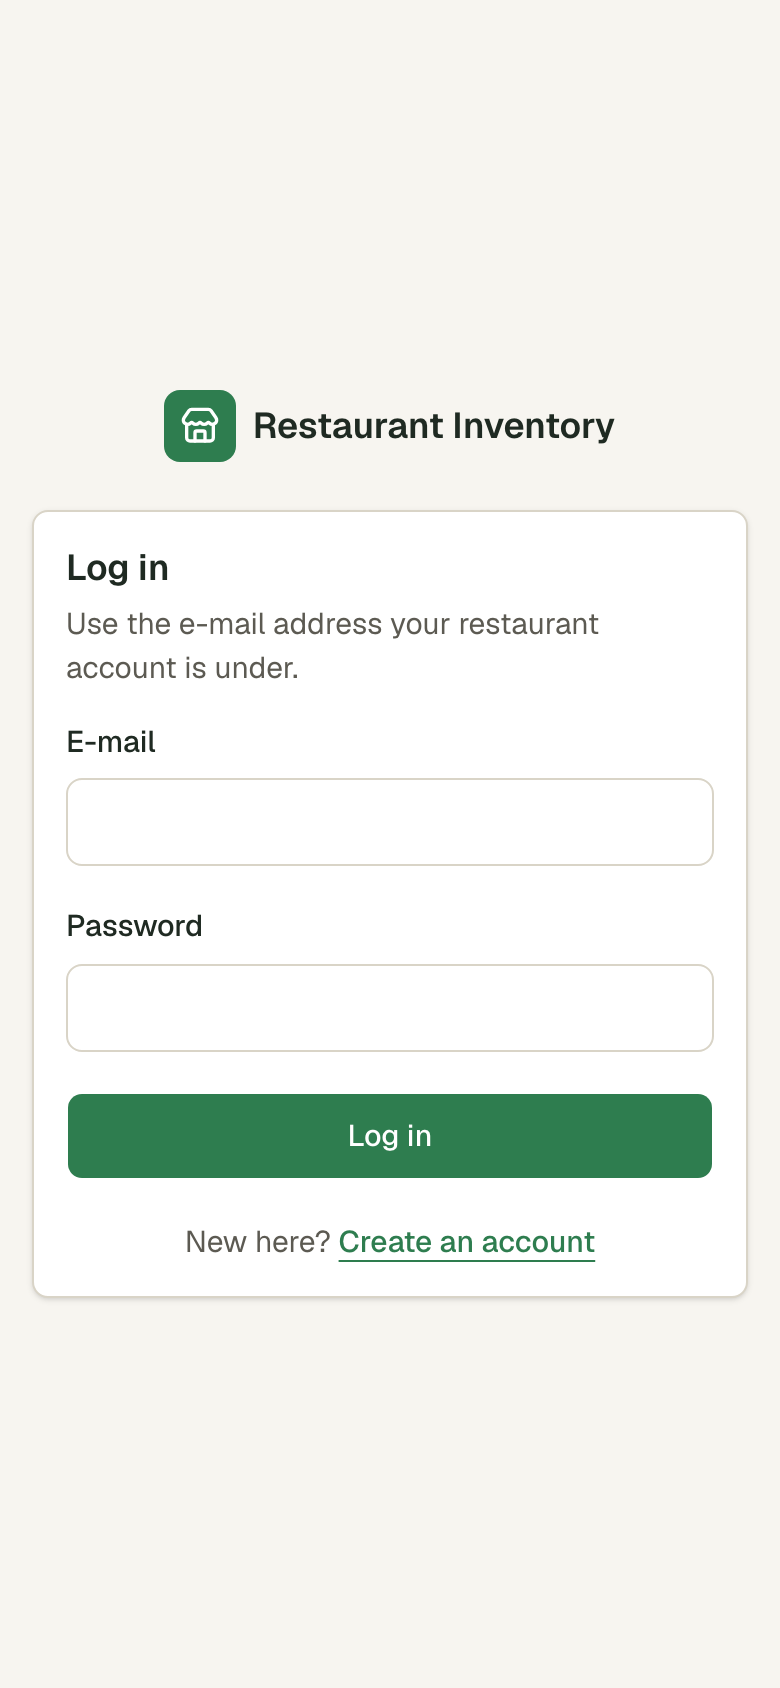 Restaurant Inventory
Log in
Use the e-mail address your restaurant
account is under.
E-mail
Password
Log in
New here? Create an account